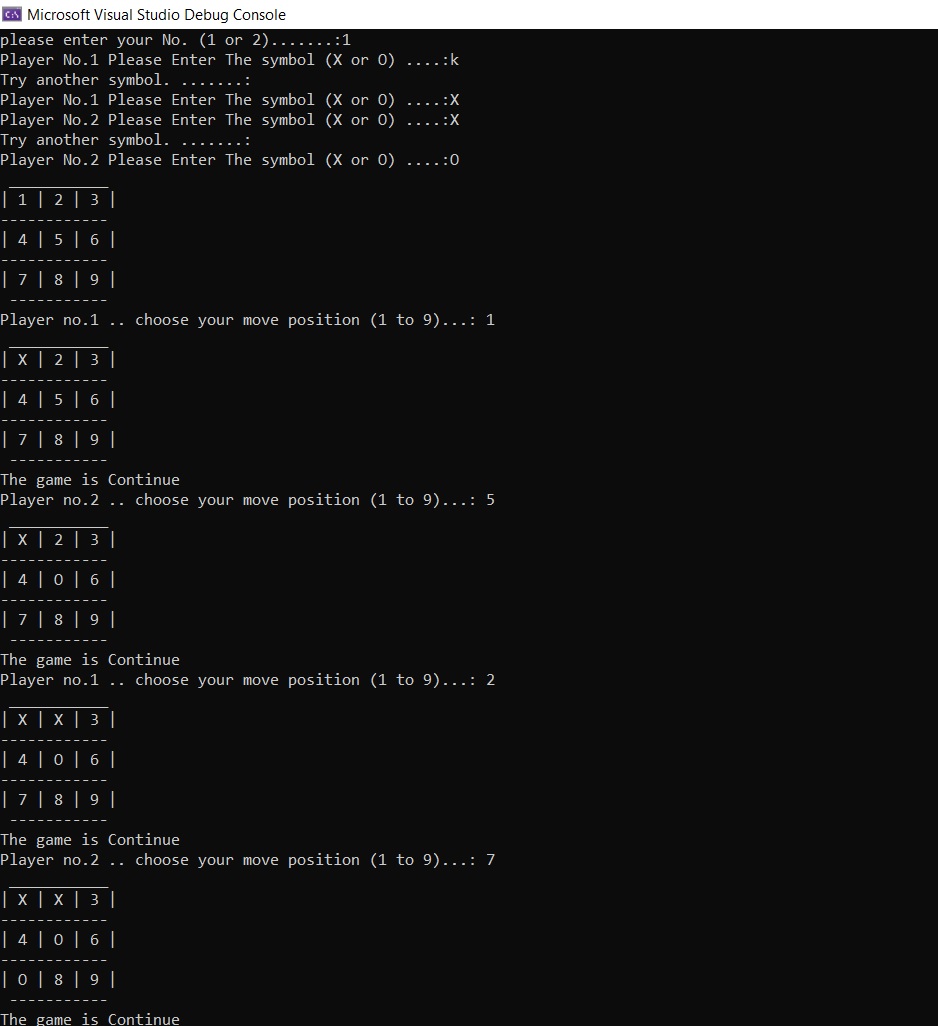 C:\ Microsoft Visual Studio Debug Console
please enter your No. (1 or 2).......:1
Player No.1 Please Enter The symbol (X or O) ....:k
Try another symbol. .......:
Player No.1 Please Enter The symbol (X or O) ....:X
Player No.2 Please Enter The symbol (X or O) ....:X
Try another symbol. .......:
Player No.2 Please Enter The symbol (X or O) ....:O
 ___________
| 1 | 2 | 3 |
------------
| 4 | 5 | 6 |
------------
| 7 | 8 | 9 |
 -----------
Player no.1 .. choose your move position (1 to 9)...: 1
 ___________
| X | 2 | 3 |
------------
| 4 | 5 | 6 |
------------
| 7 | 8 | 9 |
 -----------
The game is Continue
Player no.2 .. choose your move position (1 to 9)...: 5
 ___________
| X | 2 | 3 |
------------
| 4 | O | 6 |
------------
| 7 | 8 | 9 |
 -----------
The game is Continue
Player no.1 .. choose your move position (1 to 9)...: 2
 ___________
| X | X | 3 |
------------
| 4 | O | 6 |
------------
| 7 | 8 | 9 |
 -----------
The game is Continue
Player no.2 .. choose your move position (1 to 9)...: 7
 ___________
| X | X | 3 |
------------
| 4 | O | 6 |
------------
| O | 8 | 9 |
 -----------
The game is Continue